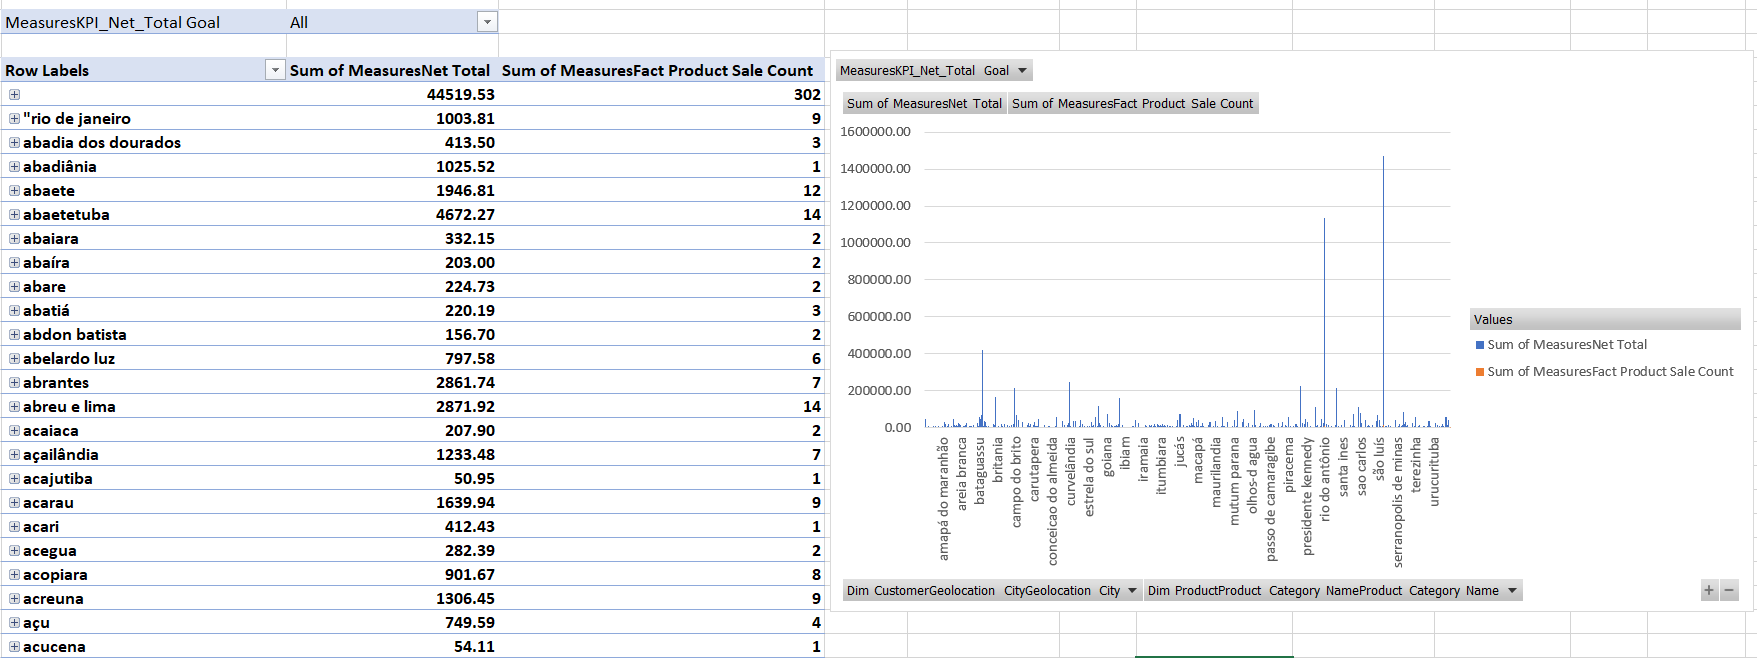 MeasuresKPI_Net_Total Goal All
Row Labels Sum of MeasuresNet Total Sum of MeasuresFact Product Sale Count
44519.53 302
"rio de janeiro 1003.81 9
abadia dos dourados 413.50 3
abadiânia 1025.52 1
abaete 1946.81 12
abaetetuba 4672.27 14
abaiara 332.15 2
abaíra 203.00 2
abare 224.73 2
abatiá 220.19 3
abdon batista 156.70 2
abelardo luz 797.58 6
abrantes 2861.74 7
abreu e lima 2871.92 14
acaiaca 207.90 2
açailândia 1233.48 7
acajutiba 50.95 1
acarau 1639.94 9
acari 412.43 1
acegua 282.39 2
acopiara 901.67 8
acreuna 1306.45 9
açu 749.59 4
acucena 54.11 1
MeasuresKPI_Net_Total Goal
Sum of MeasuresNet Total Sum of MeasuresFact Product Sale Count
1600000.00
1400000.00
1200000.00
1000000.00
800000.00
600000.00
400000.00
200000.00
0.00
amapá do maranhão
areia branca
bataguassu
britania
campo do brito
carutapera
conceicao do almeida
curvelândia
estrela do sul
goiana
ibiam
iramaia
itumbiara
jucás
macapá
maurilandia
mutum parana
olhos-d agua
passo de camaragibe
piracema
presidente kennedy
rio do antônio
santa ines
sao carlos
são luís
serranopolis de minas
terezinha
urucurituba
Values
Sum of MeasuresNet Total
Sum of MeasuresFact Product Sale Count
Dim CustomerGeolocation CityGeolocation City Dim ProductProduct Category NameProduct Category Name